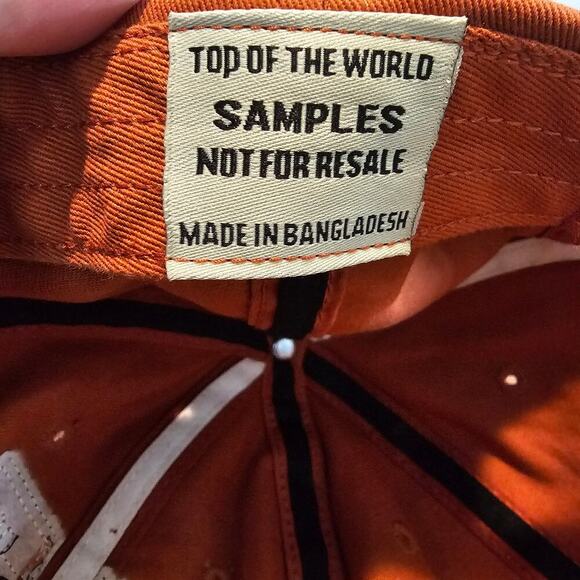 TOP OF THE WORLD
SAMPLES
NOT FOR RESALE
MADE IN BANGLADESH